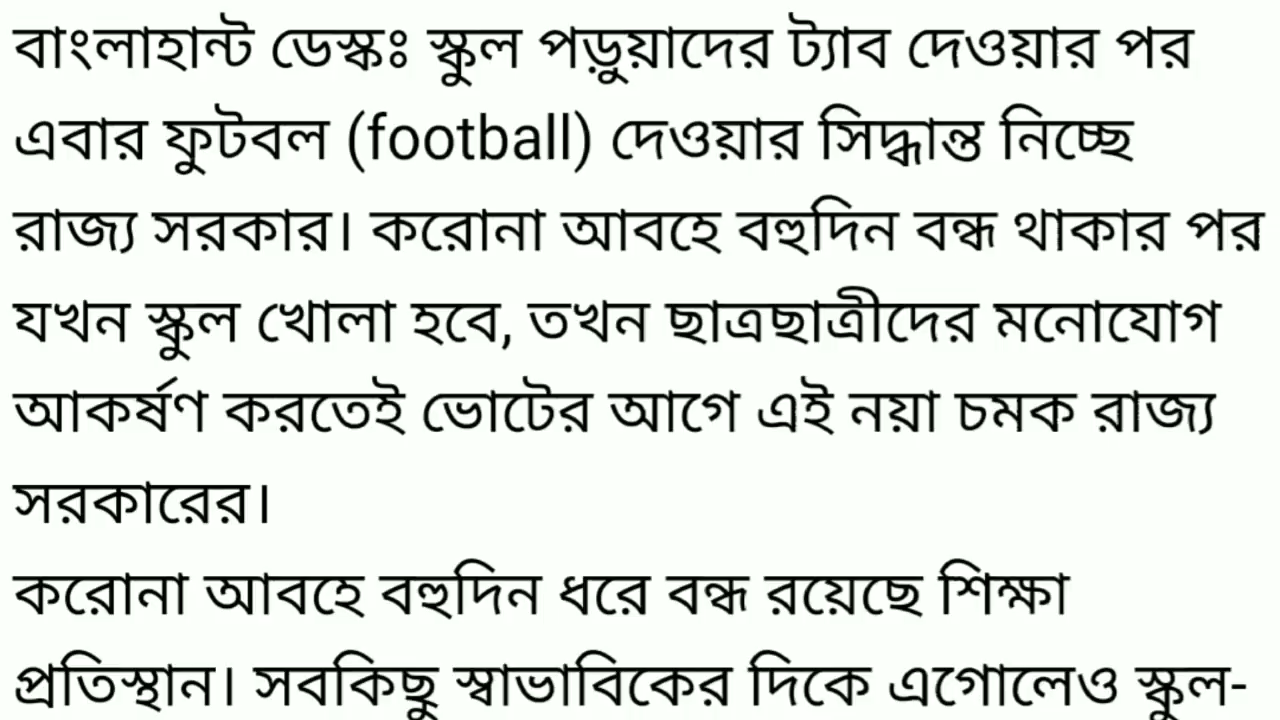 বাংলাহান্ট ডেস্কঃ স্কুল পড়ুয়াদের ট্যাব দেওয়ার পর
এবার ফুটবল (football) দেওয়ার সিদ্ধান্ত নিচ্ছে
রাজ্য সরকার। করোনা আবহে বহুদিন বন্ধ থাকার পর
যখন স্কুল খোলা হবে, তখন ছাত্রছাত্রীদের মনোযোগ
আকর্ষণ করতেই ভোটের আগে এই নয়া চমক রাজ্য
সরকারের।
করোনা আবহে বহুদিন ধরে বন্ধ রয়েছে শিক্ষা
প্রতিস্থান। সবকিছু স্বাভাবিকের দিকে এগোলেও স্কুল-